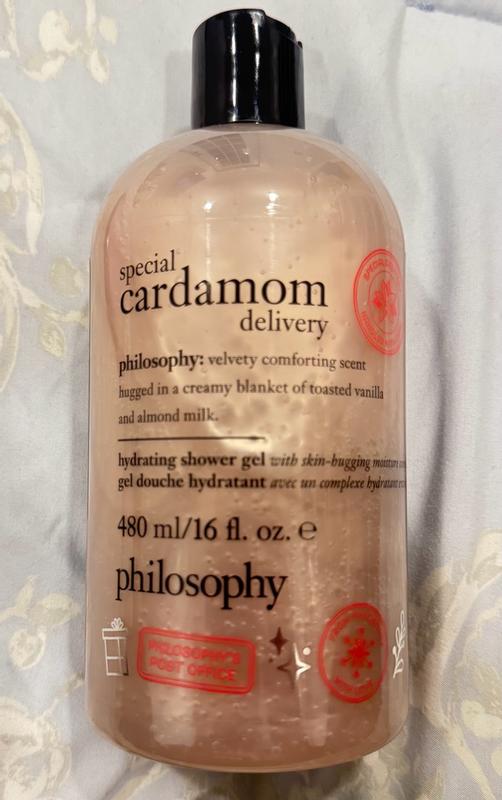 special
cardamom
delivery
philosophy: velvety comforting scent
hugged in a creamy blanket of toasted vanilla
and almond milk.
hydrating shower gel with skin-hugging moisture
gel douche hydratant avec un complexe hydratant
480 ml/16 fl. oz. ℮
philosophy
PHILOSOPHY'S
POST OFFICE